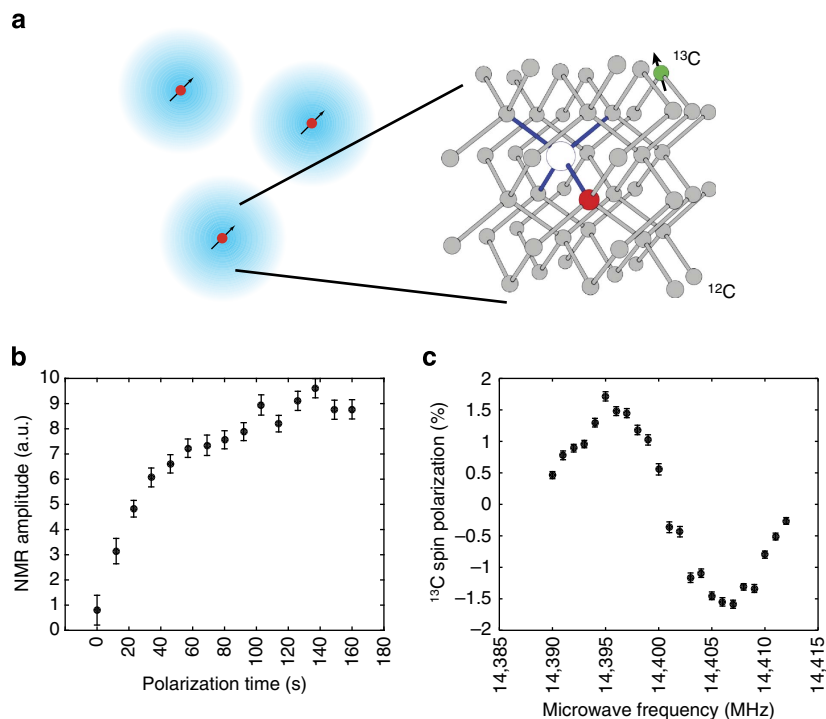 a
¹³C
¹²C
b
10
9
8
7
6
5
4
3
2
1
0
NMR amplitude (a.u.)
0 20 40 60 80 100 120 140 160 180
Polarization time (s)
c
2
1.5
1
0.5
0
–0.5
–1
–1.5
–2
¹³C spin polarization (%)
14,385 14,390 14,395 14,400 14,405 14,410 14,415
Microwave frequency (MHz)